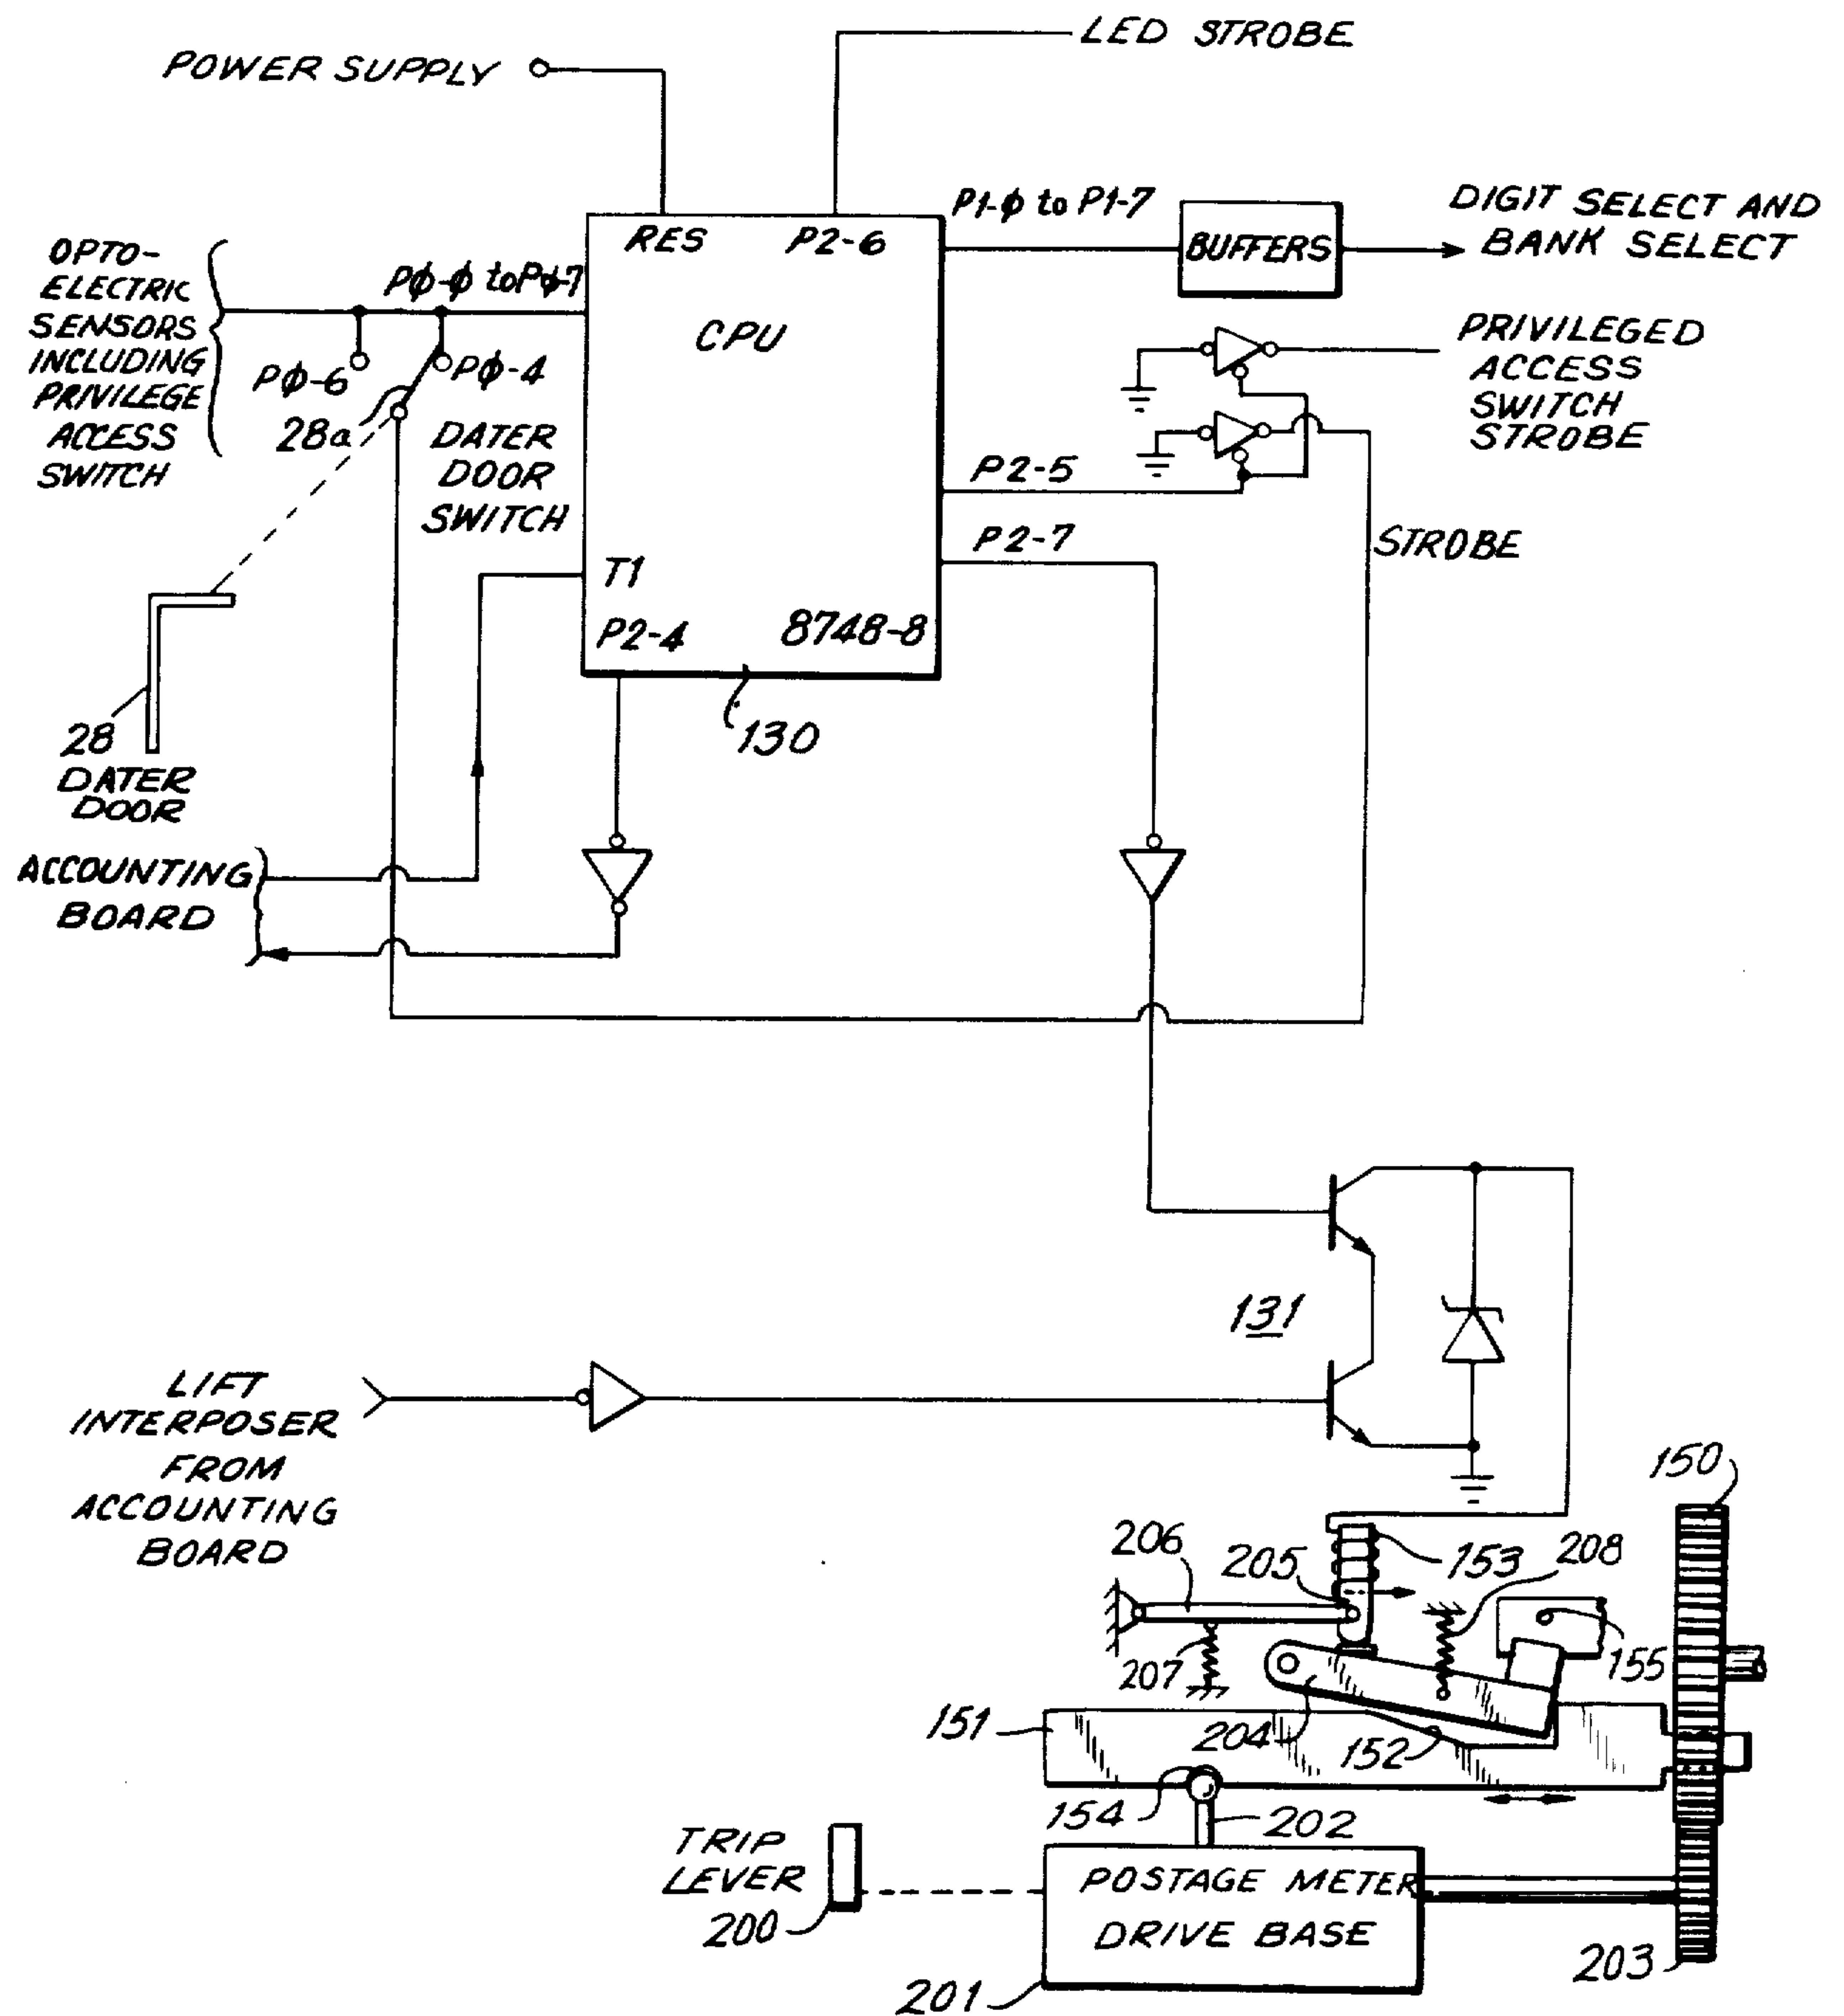 LED STROBE
POWER SUPPLY
RES
P2-6
P1-ϕ to P1-7
BUFFERS
DIGIT SELECT AND
BANK SELECT
OPTO-
ELECTRIC
SENSORS
INCLUDING
PRIVILEGE
ACCESS
SWITCH
Pϕ-ϕ to Pϕ-7
CPU
Pϕ-6
Pϕ-4
28a
DATER
DOOR
SWITCH
PRIVILEGED
ACCESS
SWITCH
STROBE
P2-5
P2-7
STROBE
T1
P2-4
8748-8
130
28
DATER
DOOR
ACCOUNTING
BOARD
131
LIFT
INTERPOSER
FROM
ACCOUNTING
BOARD
150
206
205
153
208
207
155
151
204
152
154
202
TRIP
LEVER
200
POSTAGE METER
DRIVE BASE
201
203